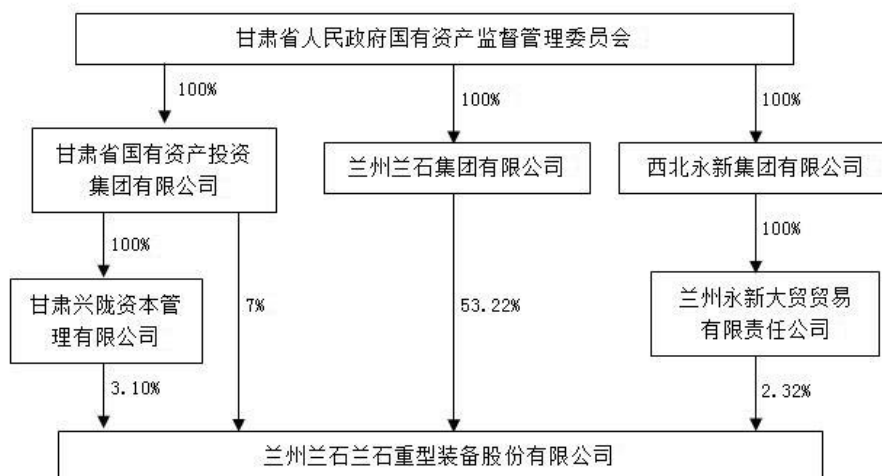 甘肃省人民政府国有资产监督管理委员会
100%
100%
100%
甘肃省国有资产投资
集团有限公司
兰州兰石集团有限公司
西北永新集团有限公司
100%
100%
甘肃兴陇资本管
理有限公司
7%
53.22%
兰州永新大贸贸易
有限责任公司
3.10%
2.32%
兰州兰石兰石重型装备股份有限公司